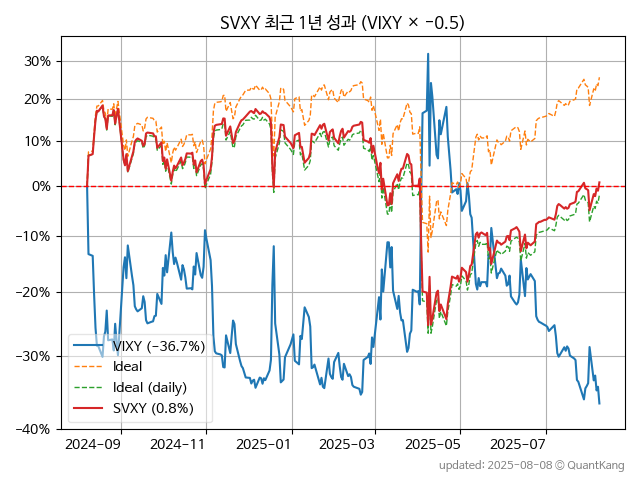 SVXY 최근 1년 성과 (VIXY × −0.5)
30%
20%
10%
0%
−10%
−20%
−30%
−40%
VIXY (−36.7%)
Ideal
Ideal (daily)
SVXY (0.8%)
2024-09 2024-11 2025-01 2025-03 2025-05 2025-07
updated: 2025-08-08 © QuantKang